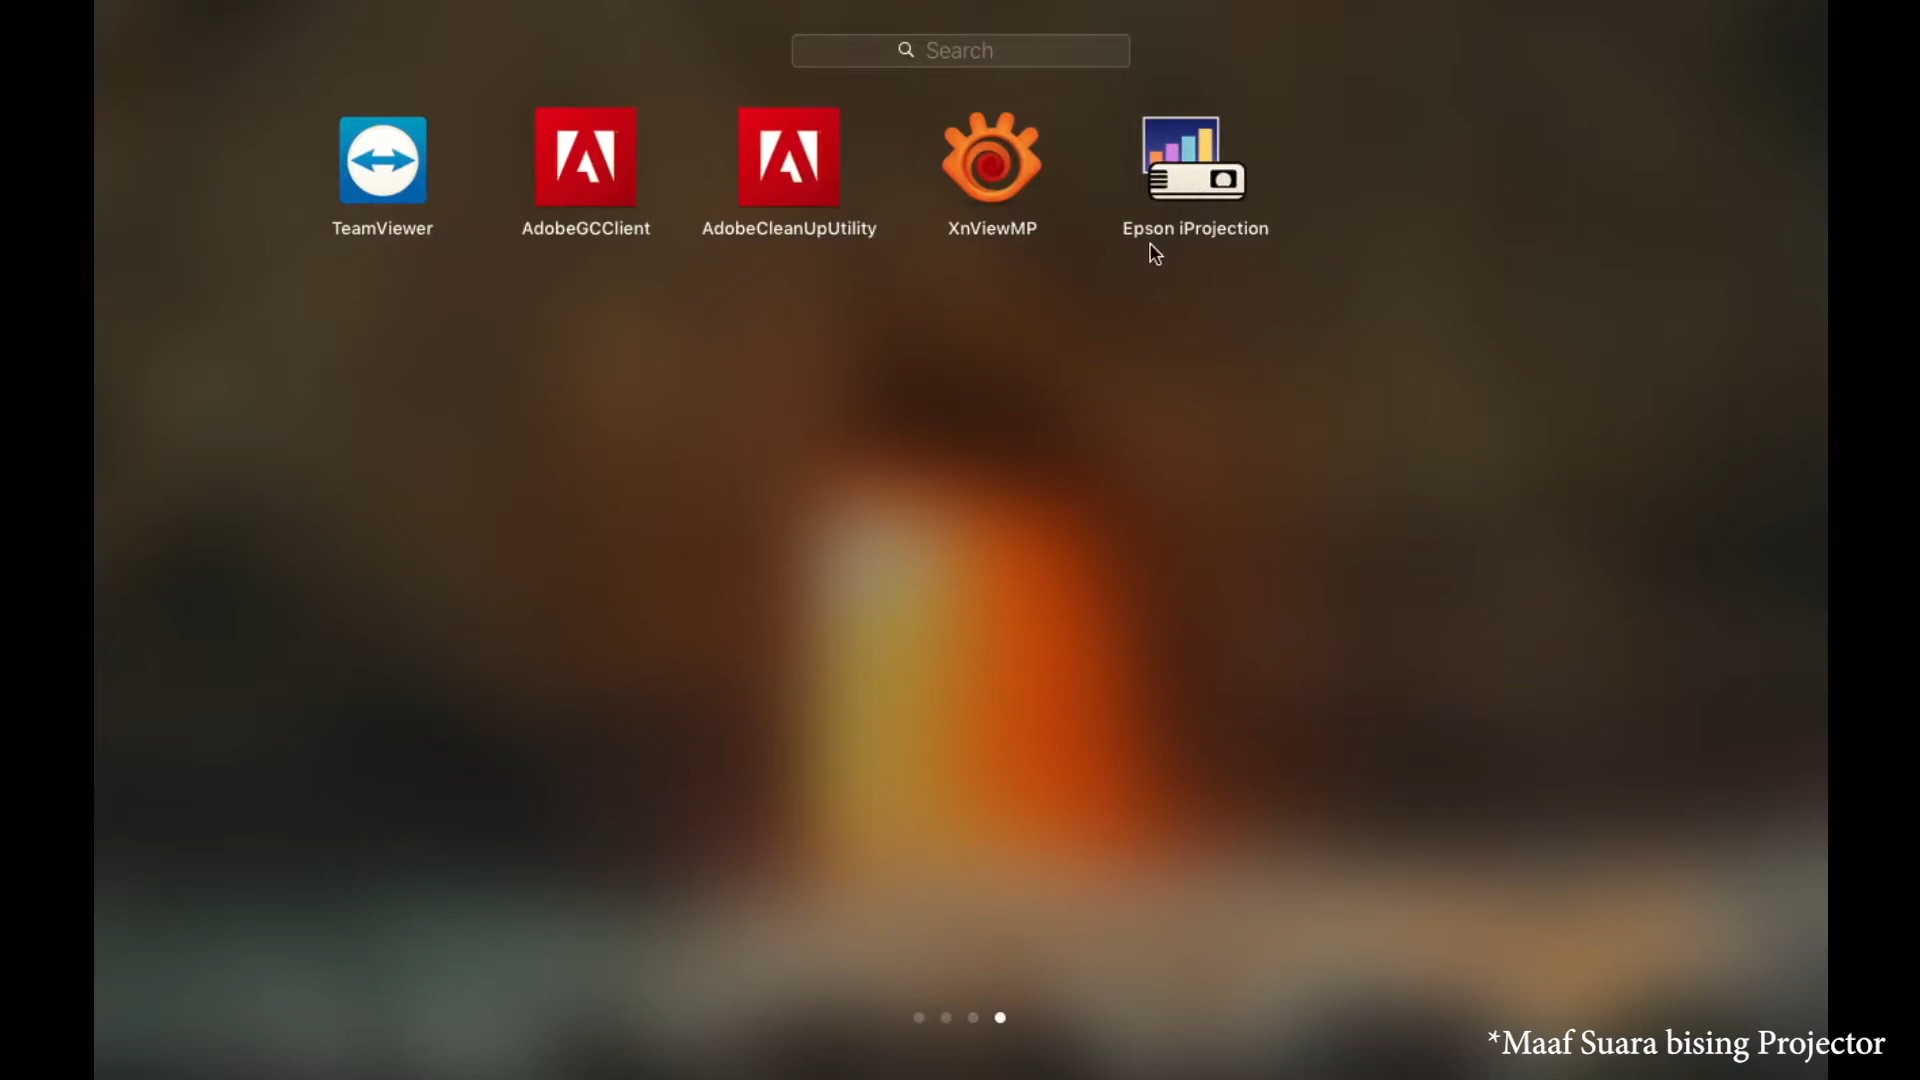 Search
TeamViewer
AdobeGCClient
AdobeCleanUpUtility
XnViewMP
Epson iProjection
*Maaf Suara bising Projector